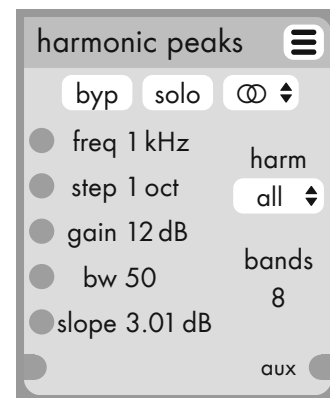 harmonic peaks
byp solo
freq 1 kHz
harm
step 1 oct
all
gain 12 dB
bands
bw 50
8
slope 3.01 dB
aux